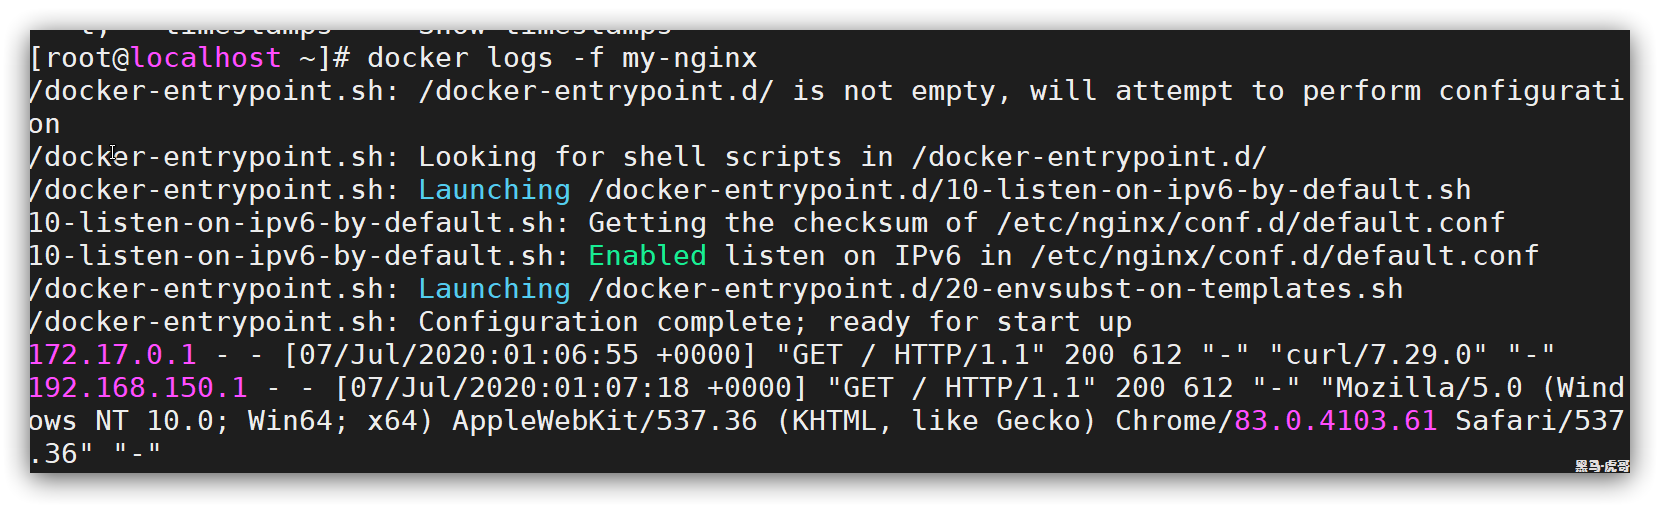 t, timestamps Show timestamps
[root@localhost ~]# docker logs -f my-nginx
/docker-entrypoint.sh: /docker-entrypoint.d/ is not empty, will attempt to perform configurati
on
/docker-entrypoint.sh: Looking for shell scripts in /docker-entrypoint.d/
/docker-entrypoint.sh: Launching /docker-entrypoint.d/10-listen-on-ipv6-by-default.sh
10-listen-on-ipv6-by-default.sh: Getting the checksum of /etc/nginx/conf.d/default.conf
10-listen-on-ipv6-by-default.sh: Enabled listen on IPv6 in /etc/nginx/conf.d/default.conf
/docker-entrypoint.sh: Launching /docker-entrypoint.d/20-envsubst-on-templates.sh
/docker-entrypoint.sh: Configuration complete; ready for start up
172.17.0.1 - - [07/Jul/2020:01:06:55 +0000] "GET / HTTP/1.1" 200 612 "-" "curl/7.29.0" "-"
192.168.150.1 - - [07/Jul/2020:01:07:18 +0000] "GET / HTTP/1.1" 200 612 "-" "Mozilla/5.0 (Wind
ows NT 10.0; Win64; x64) AppleWebKit/537.36 (KHTML, like Gecko) Chrome/83.0.4103.61 Safari/537
.36" "-"
黑马·虎哥